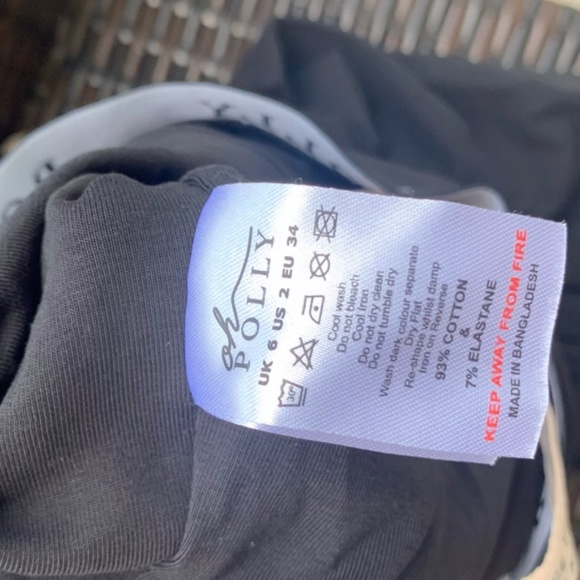 oh
POLLY
UK 6 US 2 EU 34
30°
Cool wash
Do not bleach
Cool Iron
Do not dry clean
Do not tumble dry
Wash dark colour separate
Dry Flat
Re-shape whilst damp
Iron on Reverse
93% COTTON
&
7% ELASTANE
KEEP AWAY FROM FIRE
MADE IN BANGLADESH